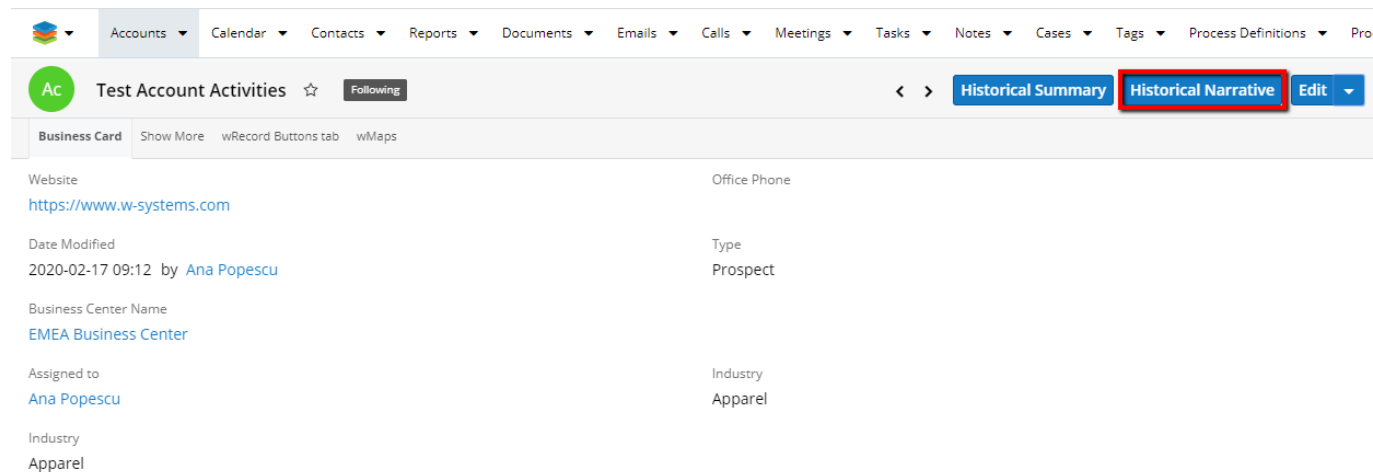 Accounts Calendar Contacts Reports Documents Emails Calls Meetings Tasks Notes Cases Tags Process Definitions Pro
Ac Test Account Activities Following Historical Summary Historical Narrative Edit
Business Card Show More wRecord Buttons tab wMaps
Website Office Phone
https://www.w-systems.com
Date Modified Type
2020-02-17 09:12 by Ana Popescu Prospect
Business Center Name
EMEA Business Center
Assigned to Industry
Ana Popescu Apparel
Industry
Apparel